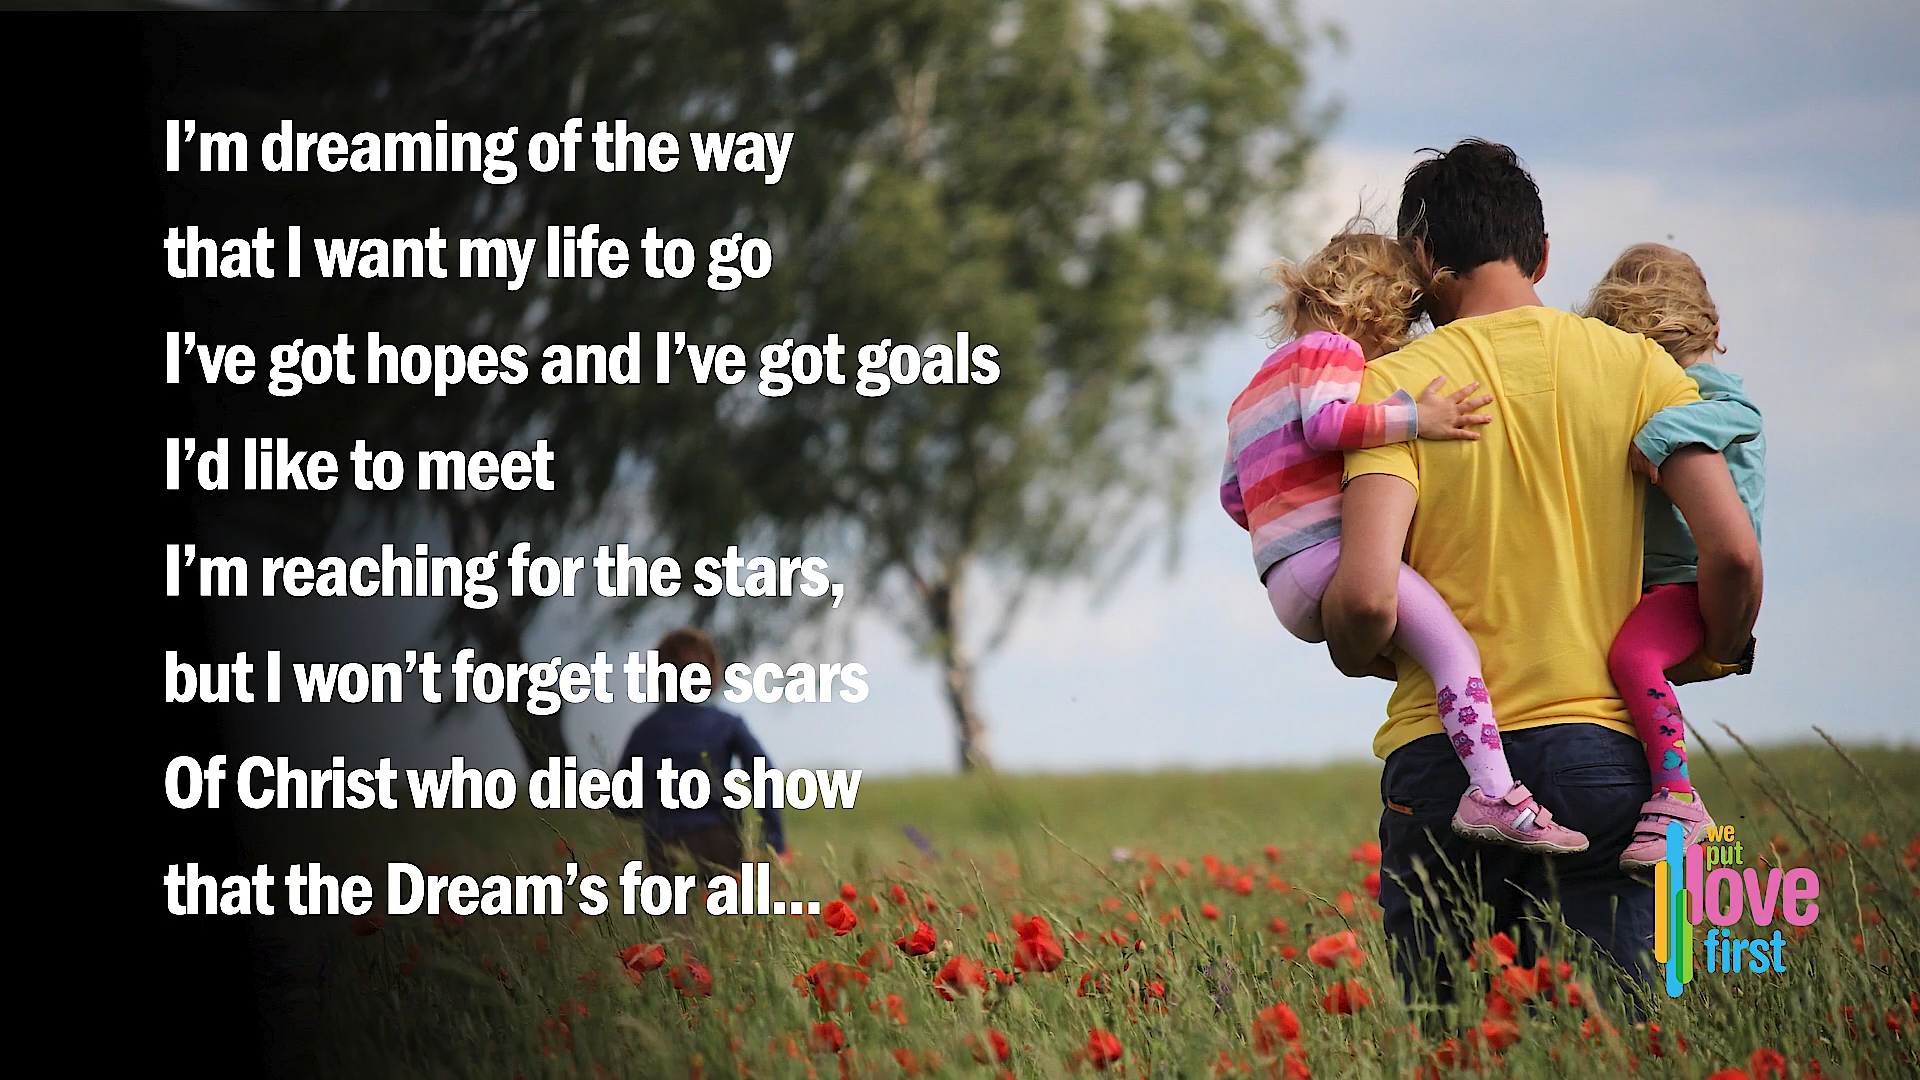 I’m dreaming of the way
that I want my life to go
I’ve got hopes and I’ve got goals
I’d like to meet
I’m reaching for the stars,
but I won’t forget the scars
Of Christ who died to show
that the Dream’s for all...
we
put
love
first